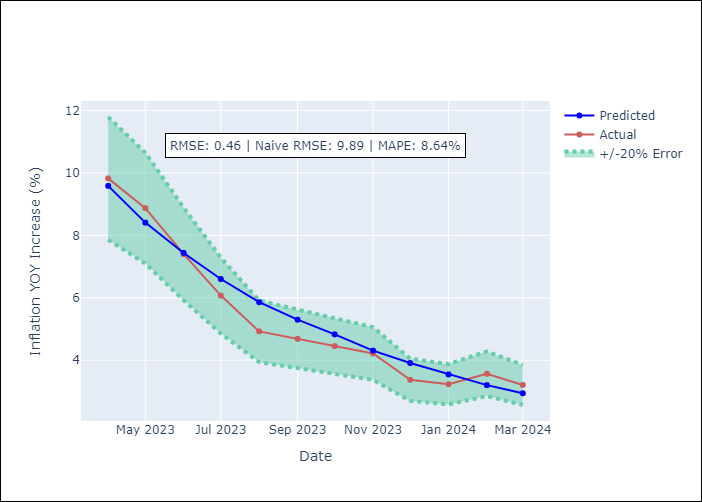 12
10
8
6
4
Inflation YOY Increase (%)
RMSE: 0.46 | Naive RMSE: 9.89 | MAPE: 8.64%
Predicted
Actual
+/-20% Error
May 2023
Jul 2023
Sep 2023
Nov 2023
Jan 2024
Mar 2024
Date